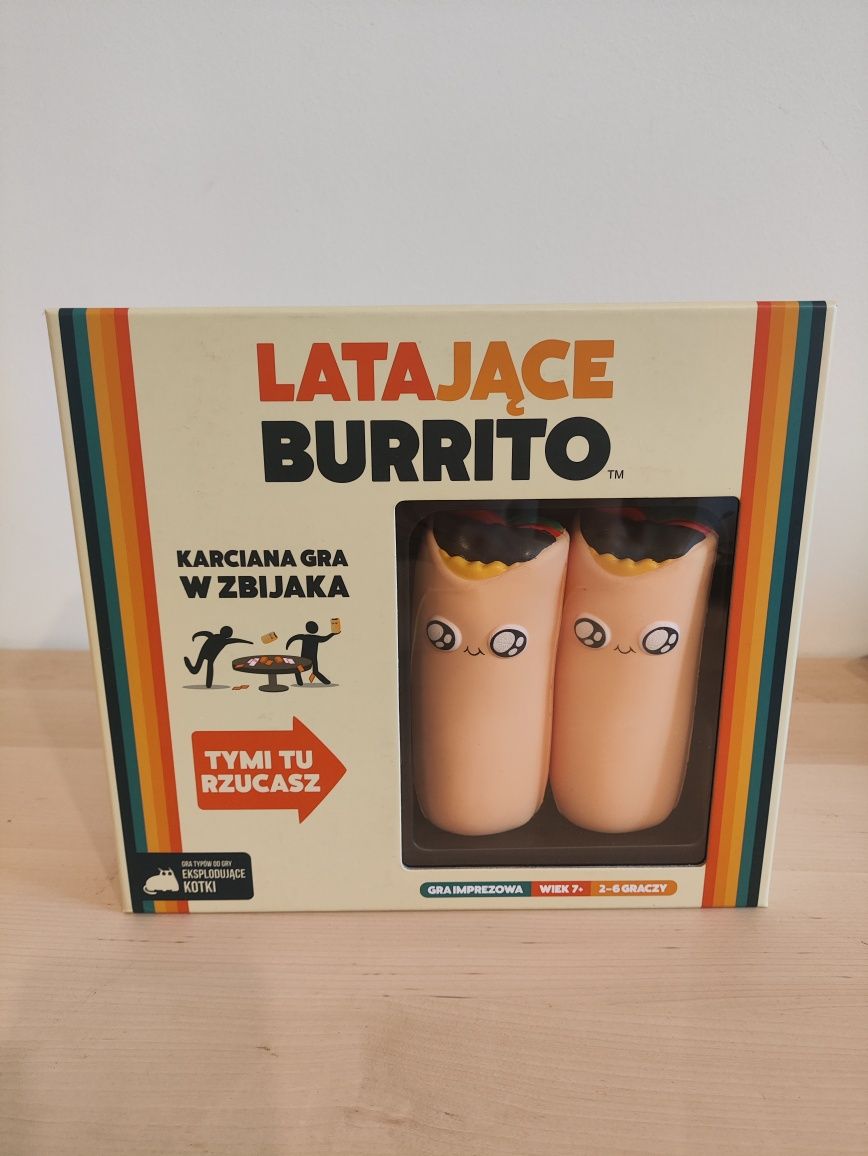 LATAJĄCE
BURRITO™
KARCIANA GRA
W ZBIJAKA
TYMI TU
RZUCASZ
GRA TYPÓW OD GRY
EKSPLODUJĄCE
KOTKI
GRA IMPREZOWA WIEK 7+ 2–6 GRACZY